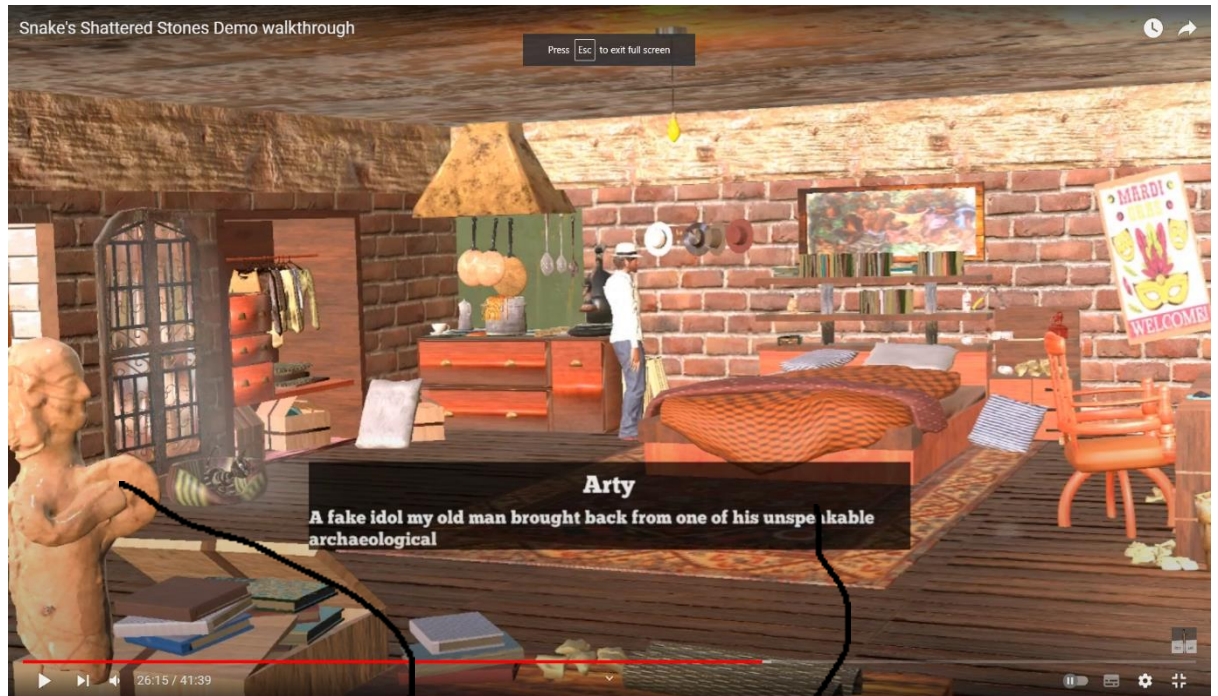 Snake's Shattered Stones Demo walkthrough
Press Esc to exit full screen
MARDI
WELCOME!
Arty
A fake idol my old man brought back from one of his unspeakable
archaeological
26:15 / 41:39